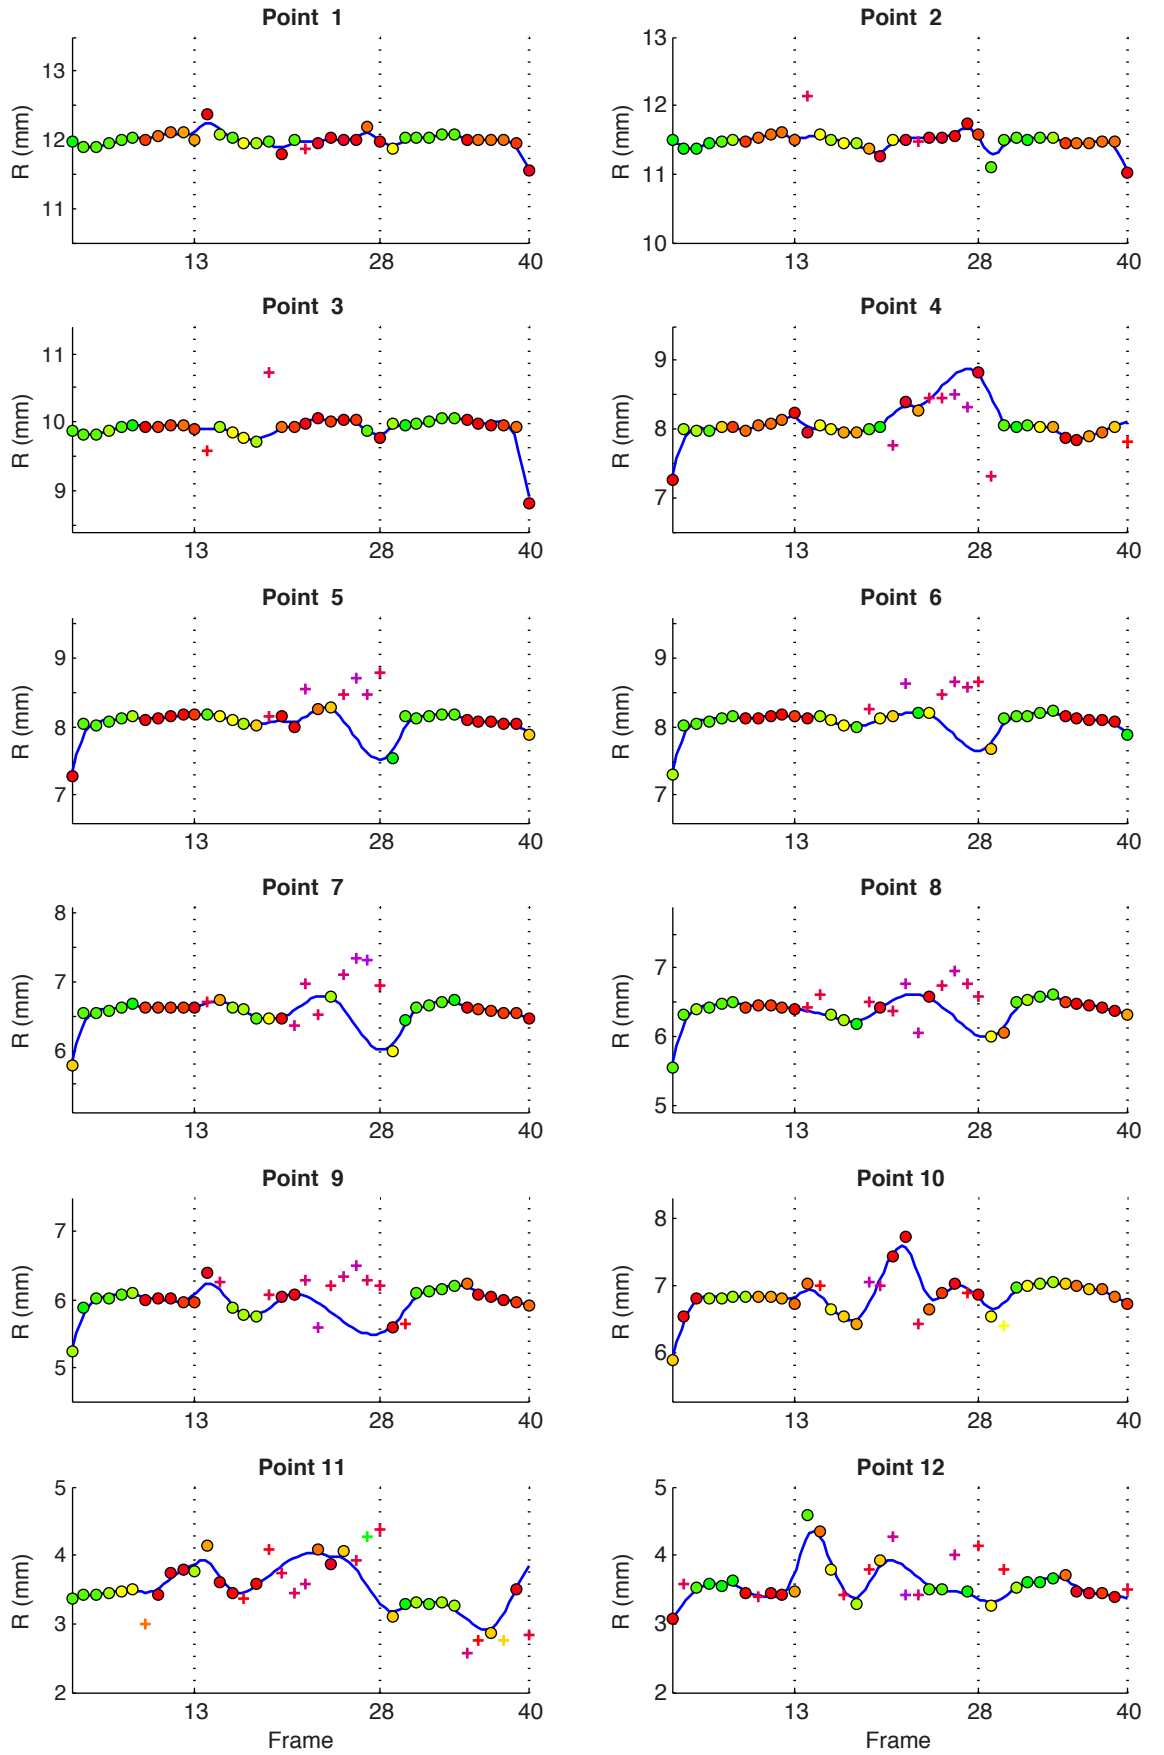 Point 1
Point 2
R (mm)
13
12
11
13
28
40
R (mm)
13
12
11
10
13
28
40
Point 3
Point 4
R (mm)
11
10
9
13
28
40
R (mm)
9
8
7
13
28
40
Point 5
Point 6
R (mm)
9
8
7
13
28
40
R (mm)
9
8
7
13
28
40
Point 7
Point 8
R (mm)
8
7
6
13
28
40
R (mm)
7
6
5
13
28
40
Point 9
Point 10
R (mm)
7
6
5
13
28
40
R (mm)
8
7
6
13
28
40
Point 11
Point 12
R (mm)
5
4
3
2
13
28
40
Frame
R (mm)
5
4
3
2
13
28
40
Frame